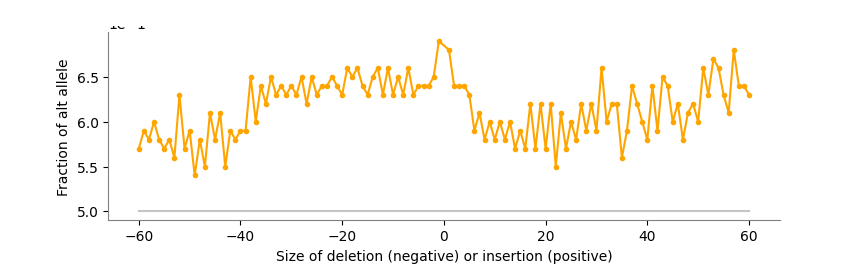 6.5
6.0
5.5
5.0
Fraction of alt allele
−60 −40 −20 0 20 40 60
Size of deletion (negative) or insertion (positive)